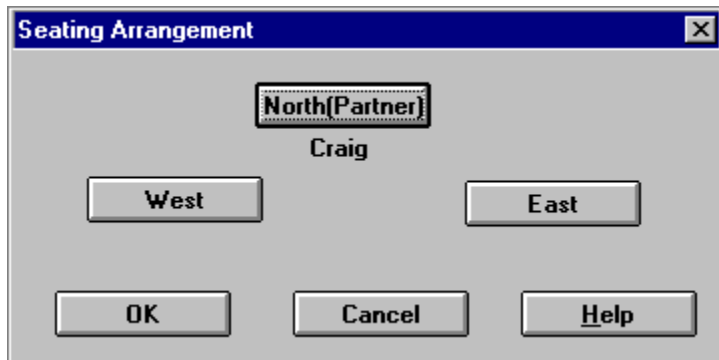 Seating Arrangement
North(Partner)
Craig
West
East
OK
Cancel
Help